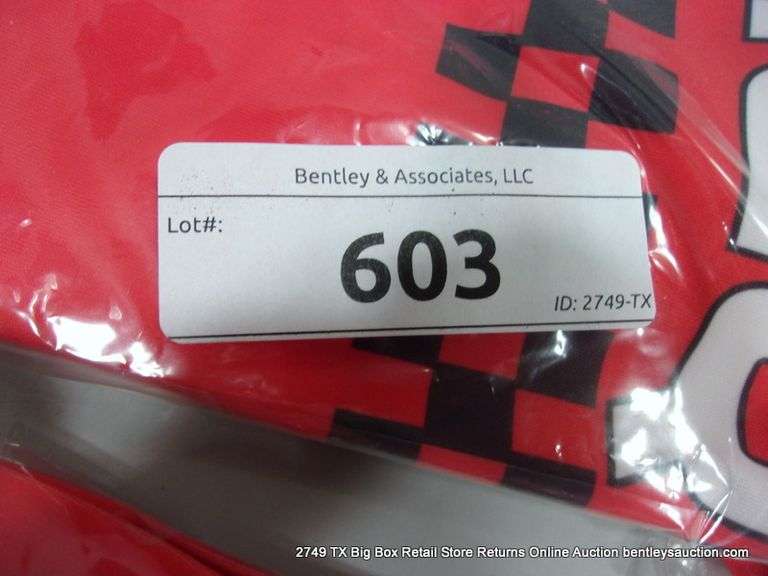 Bentley & Associates, LLC
Lot#:
603
ID: 2749-TX
2749 TX Big Box Retail Store Returns Online Auction bentleysauction.com